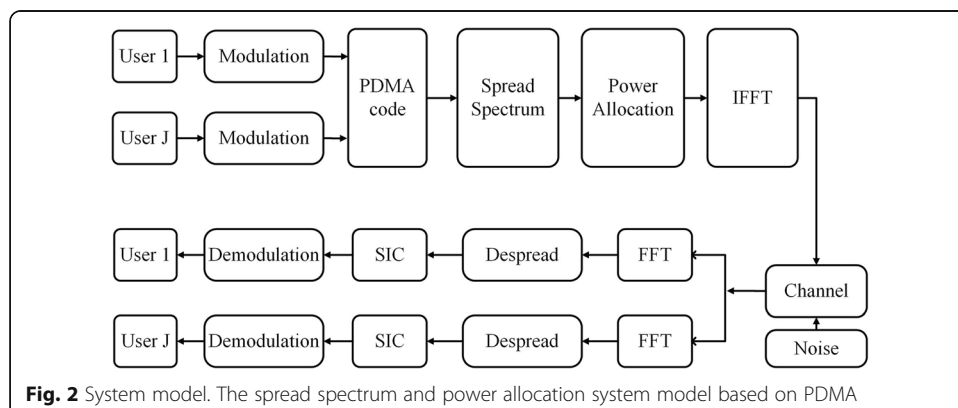 User 1
Modulation
User J
Modulation
PDMA
code
Spread
Spectrum
Power
Allocation
IFFT
User 1
Demodulation
SIC
Despread
FFT
User J
Demodulation
SIC
Despread
FFT
Channel
Noise
Fig. 2 System model. The spread spectrum and power allocation system model based on PDMA